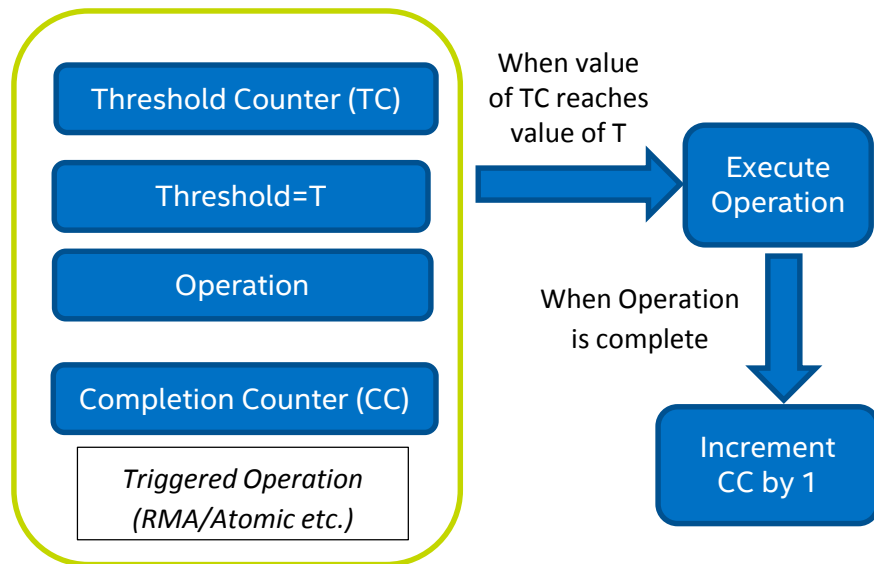 Threshold Counter (TC)
Threshold=T
Operation
Completion Counter (CC)
Triggered Operation
(RMA/Atomic etc.)
When value
of TC reaches
value of T
Execute
Operation
When Operation
is complete
Increment
CC by 1